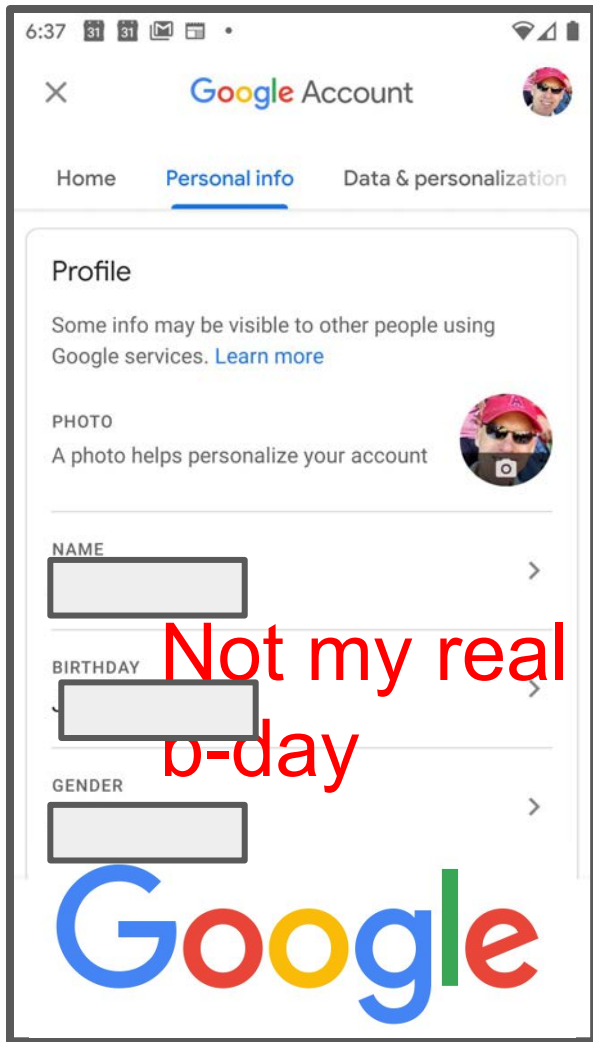 6:37 31 31
Google Account
Home Personal info Data & personalization
Profile
Some info may be visible to other people using
Google services. Learn more
PHOTO
A photo helps personalize your account
A
NAME
Not my real
BIRTHDAY
b-day
GENDER
Google